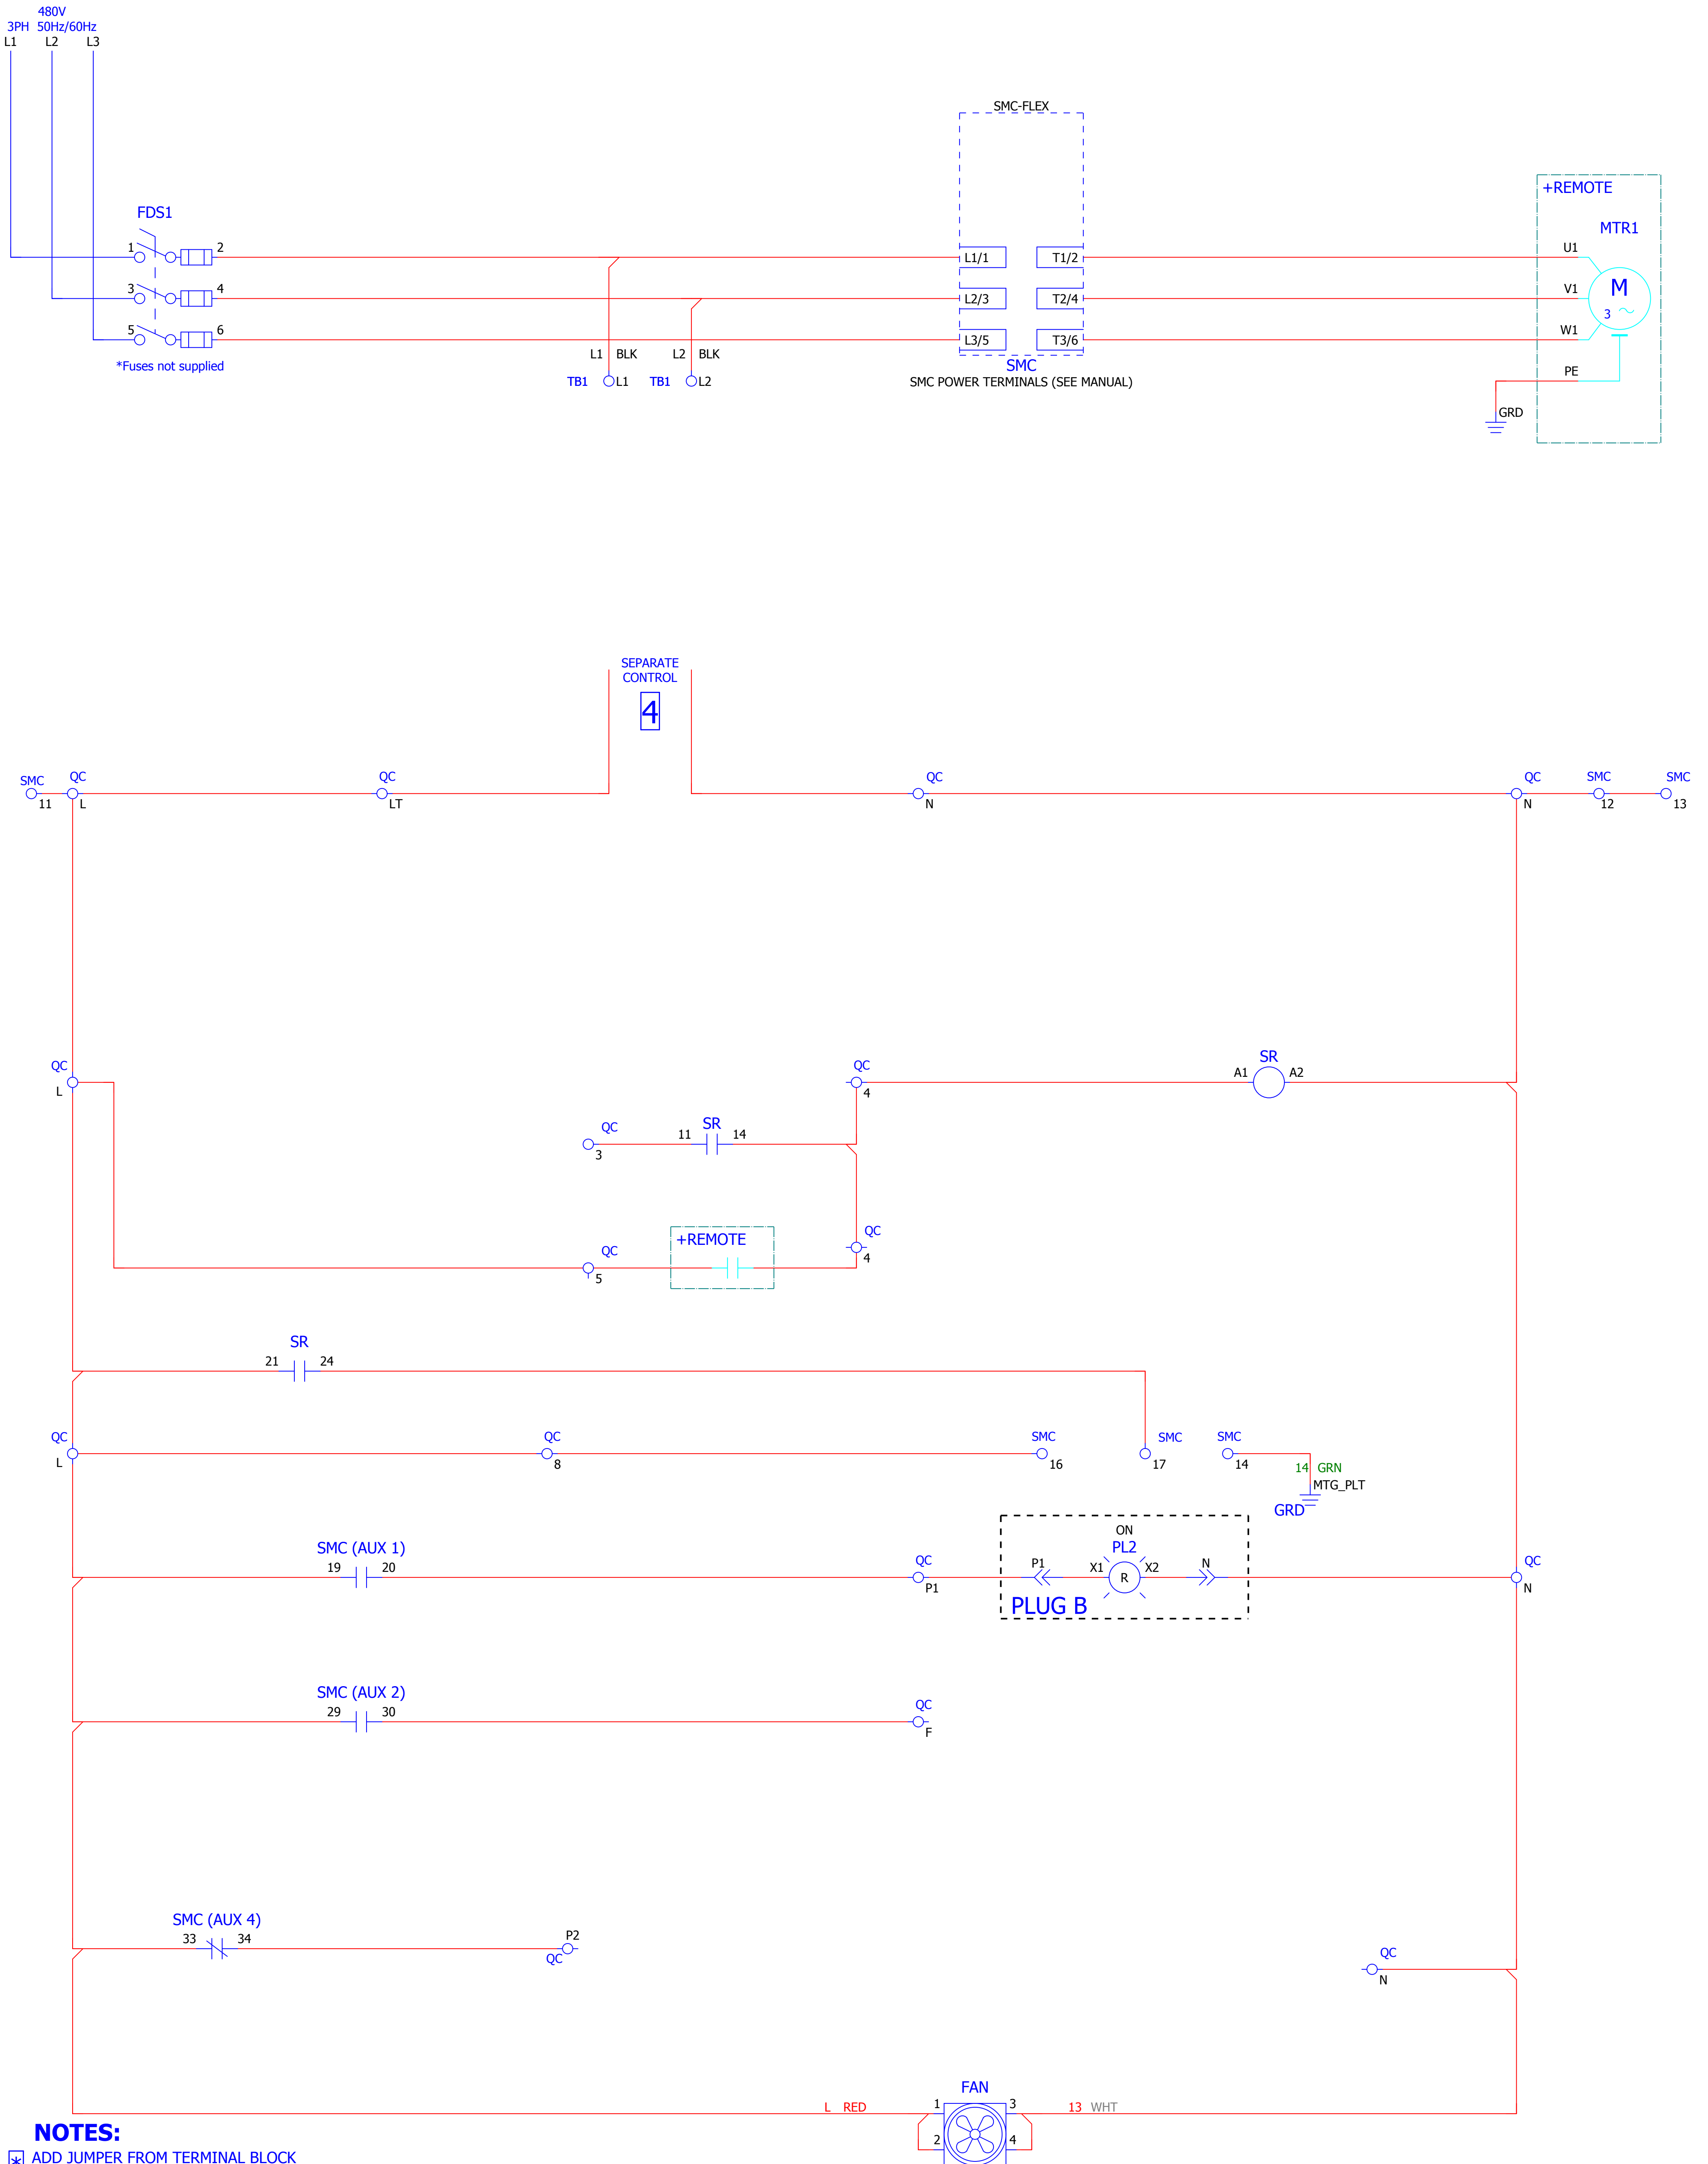 480V
3PH 50Hz/60Hz
L1 L2 L3
SMC-FLEX
+REMOTE
MTR1
FDS1
1 2
L1/1 T1/2
U1
3 4
L2/3 T2/4
V1
M
3
5 6
L3/5 T3/6
W1
*Fuses not supplied
L1 BLK L2 BLK
TB1 L1 TB1 L2
SMC
SMC POWER TERMINALS (SEE MANUAL)
PE
GRD
SEPARATE
CONTROL
4
SMC QC QC QC QC SMC SMC
11 L LT N N 12 13
QC QC SR
L 4 A1 A2
QC SR
3 11 14
+REMOTE
QC QC
5 4
SR
21 24
QC QC SMC SMC SMC
L 8 16 17 14
14 GRN
MTG_PLT
GRD
SMC (AUX 1)
19 20
QC
P1
ON
PL2
P1 X1 R X2 N
PLUG B
QC
N
SMC (AUX 2)
29 30
QC
F
SMC (AUX 4)
33 34
P2
QC
QC
N
FAN
L RED 1 3 13 WHT
2 4
NOTES:
* ADD JUMPER FROM TERMINAL BLOCK